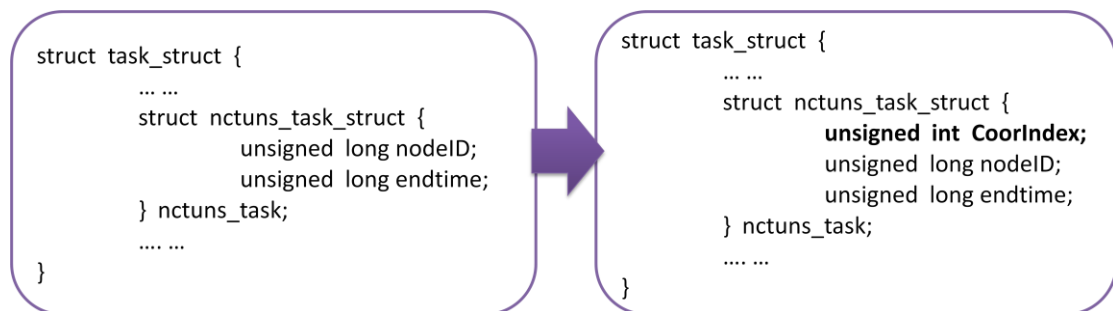 struct task_struct {
... ...
struct nctuns_task_struct {
unsigned long nodeID;
unsigned long endtime;
} nctuns_task;
.... ...
}
struct task_struct {
... ...
struct nctuns_task_struct {
unsigned int CoorIndex;
unsigned long nodeID;
unsigned long endtime;
} nctuns_task;
.... ...
}